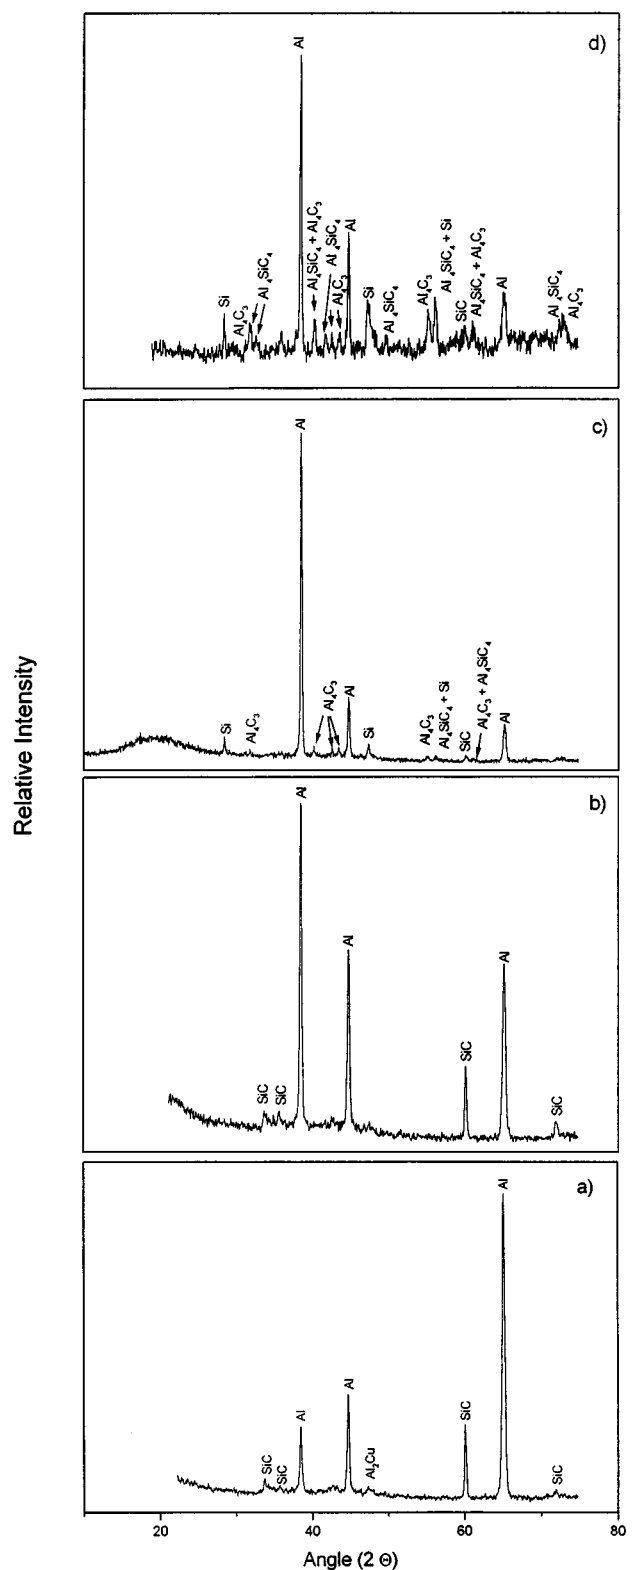 Relative Intensity
d)
Al
Si
Al₄C₃
Al₄SiC₄
Al₄SiC₄ + Al₄C₃
Al₄SiC₄
Al₄C₃
Al
Si
Al₄SiC₄
Al₄C₃
Al₄SiC₄ + Si
SiC
Al₄SiC₄ + Al₄C₃
Al
Al₄SiC₄
Al₄C₃
c)
Al
Si
Al₄C₃
Al₄C₃
Al
Si
Al₄C₃
Al₄SiC₄ + Si
SiC
Al₄C₃ + Al₄SiC₄
Al
b)
SiC
SiC
Al
Al
SiC
Al
SiC
a)
SiC
SiC
Al
Al
Al₂Cu
SiC
Al
SiC
20 40 60 80
Angle (2 Θ)